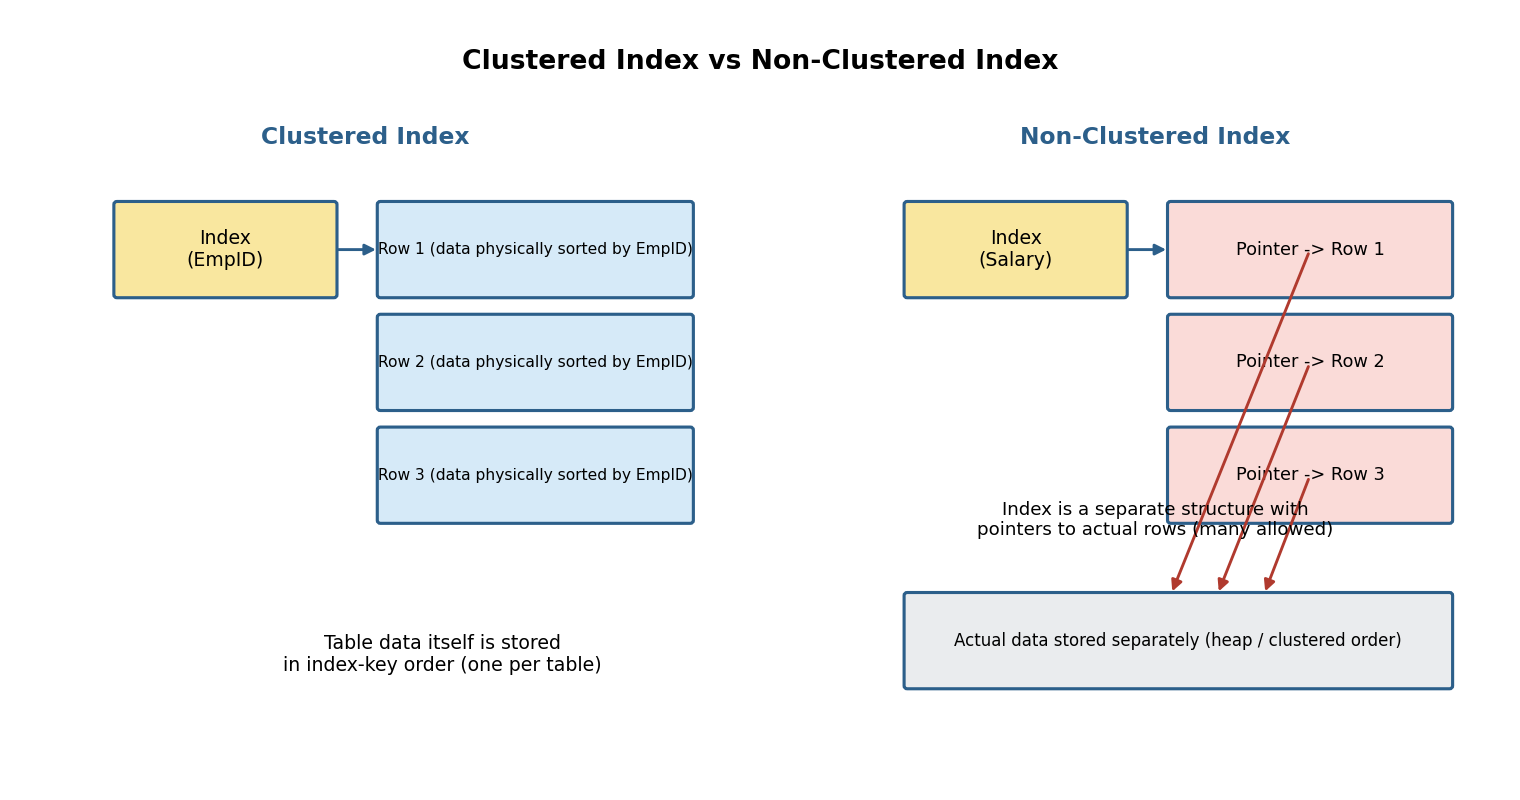 Clustered Index vs Non-Clustered Index
Clustered Index
Index
(EmpID)
Row 1 (data physically sorted by EmpID)
Row 2 (data physically sorted by EmpID)
Row 3 (data physically sorted by EmpID)
Table data itself is stored
in index-key order (one per table)
Non-Clustered Index
Index
(Salary)
Pointer -> Row 1
Pointer -> Row 2
Pointer -> Row 3
Index is a separate structure with
pointers to actual rows (many allowed)
Actual data stored separately (heap / clustered order)